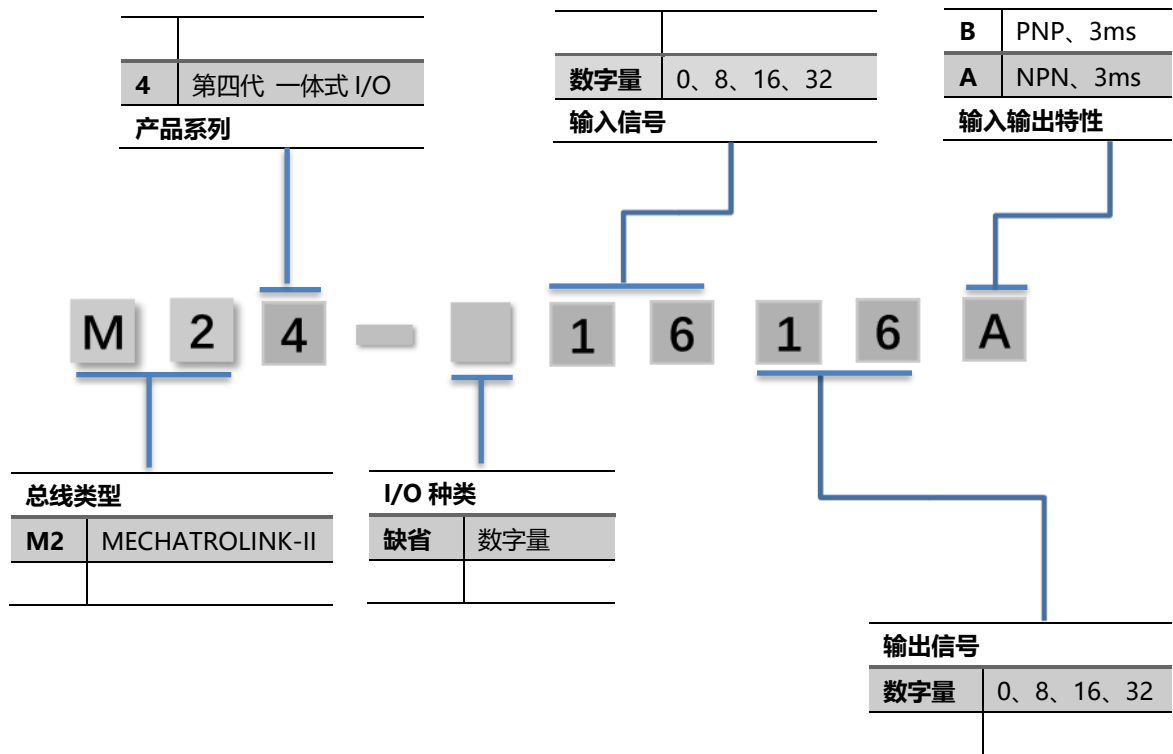 4 第四代 一体式 I/O
产品系列
数字量 0、8、16、32
输入信号
B PNP、3ms
A NPN、3ms
输入输出特性
M 2 4 - 1 6 1 6 A
总线类型
M2 MECHATROLINK-II
I/O 种类
缺省 数字量
输出信号
数字量 0、8、16、32